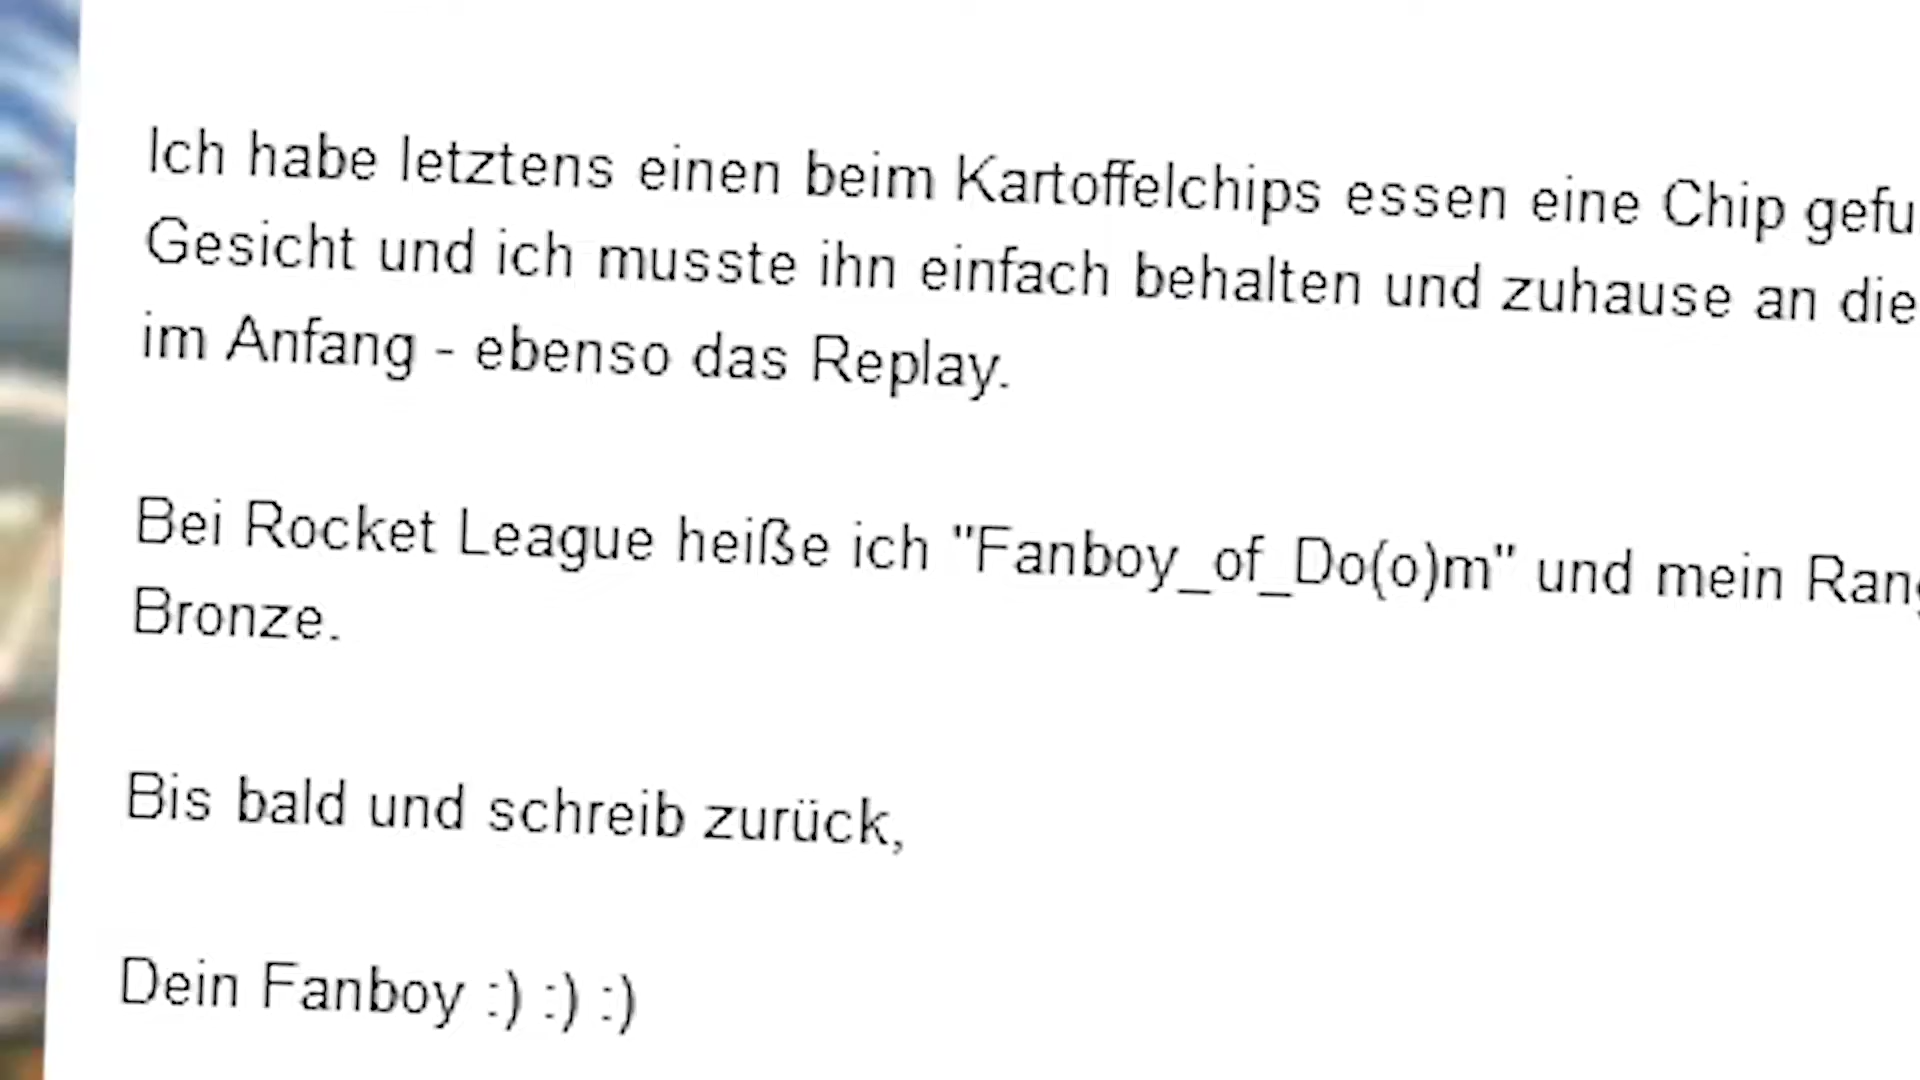 Ich habe letztens einen beim Kartoffelchips essen eine Chip
Gesicht und ich musste ihn einfach behalten und zuhause an die
im Anfang - ebenso das Replay.
Bei Rocket League heiße ich "Fanboy_of_Do(o)m" und mein
Bronze.
Bis bald und schreib zurück,
Dein Fanboy :) :) :)